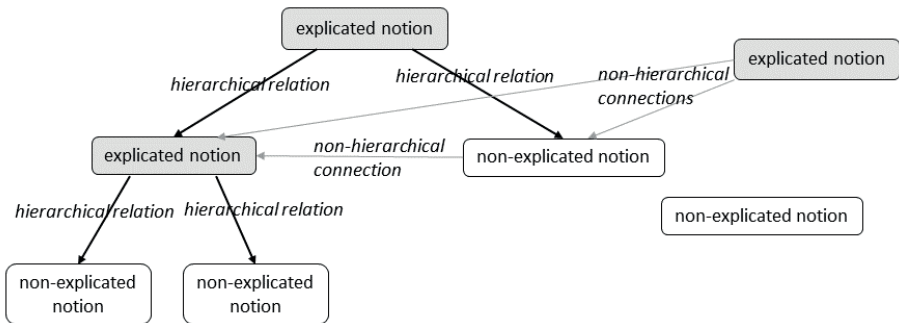 explicated notion
explicated notion
hierarchical relation
hierarchical relation
non-hierarchical
connections
explicated notion
non-hierarchical
connection
non-explicated notion
hierarchical relation
hierarchical relation
non-explicated notion
non-explicated
notion
non-explicated
notion